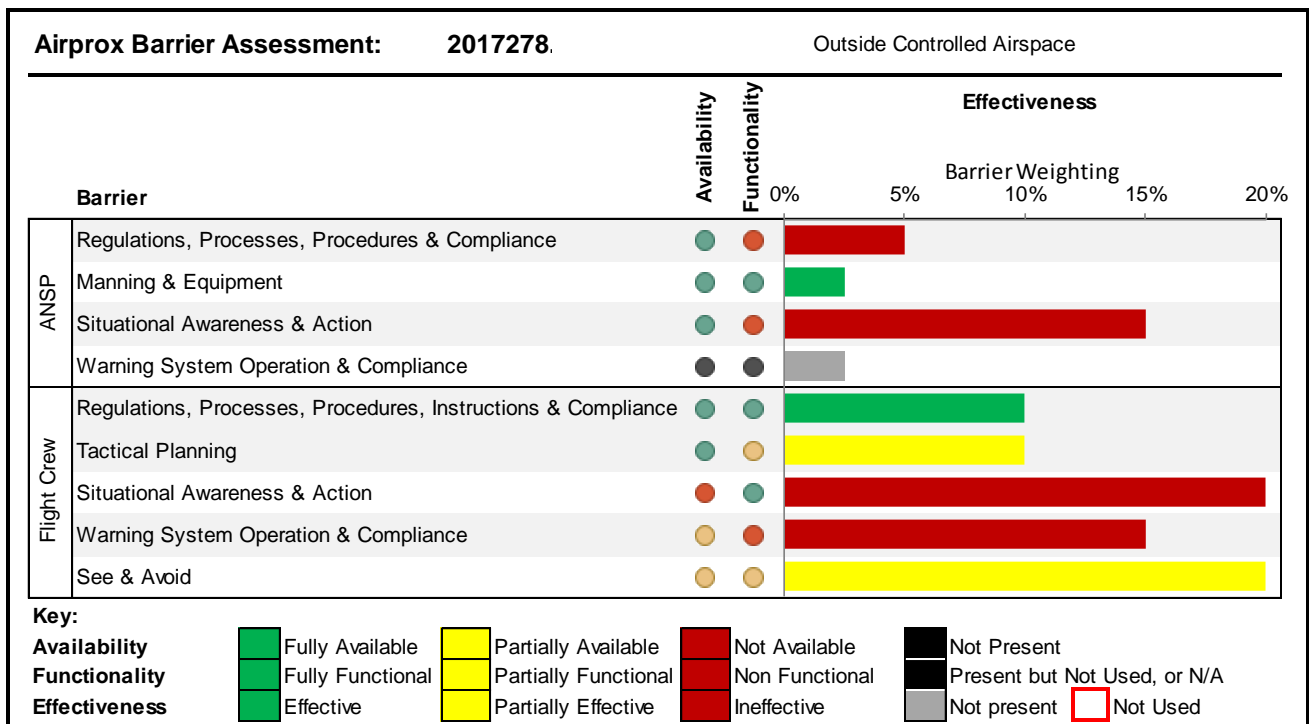 Airprox Barrier Assessment: 2017278. Outside Controlled Airspace
Availability
Functionality
Effectiveness
Barrier Weighting
Barrier
0% 5% 10% 15% 20%
ANSP
Regulations, Processes, Procedures & Compliance
Manning & Equipment
Situational Awareness & Action
Warning System Operation & Compliance
Flight Crew
Regulations, Processes, Procedures, Instructions & Compliance
Tactical Planning
Situational Awareness & Action
Warning System Operation & Compliance
See & Avoid
Key:
Availability Fully Available Partially Available Not Available Not Present
Functionality Fully Functional Partially Functional Non Functional Present but Not Used, or N/A
Effectiveness Effective Partially Effective Ineffective Not present Not Used